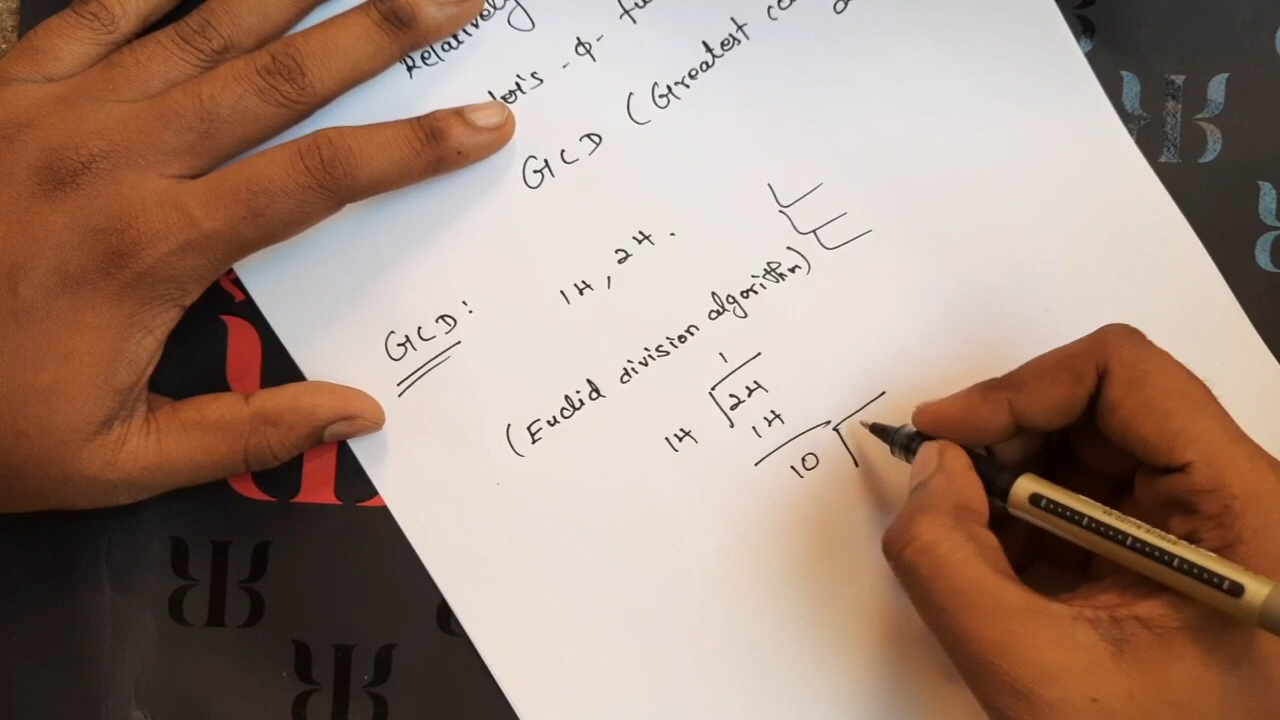 Relatively
- φ -
GCD (Greatest
GCD: 14, 24.
(Euclid division algorithm)
1
14 24
14
10